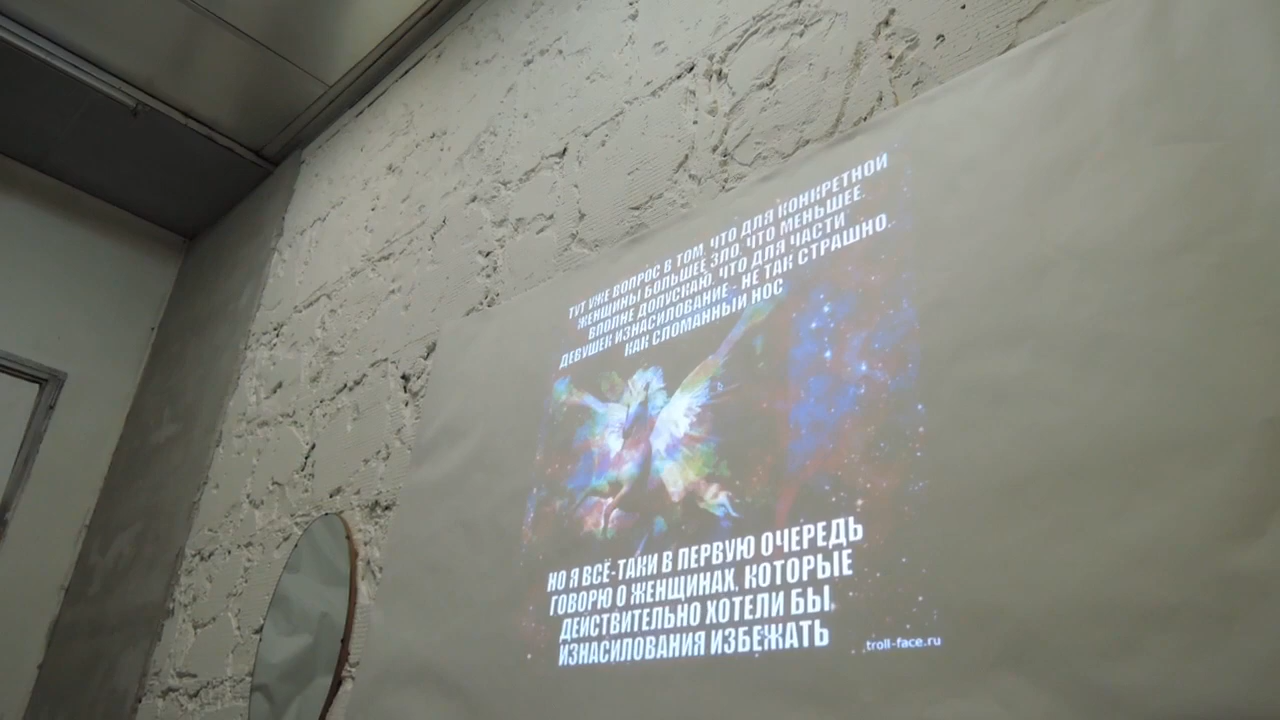 ТУТ УЖЕ ВОПРОС В ТОМ, ЧТО ДЛЯ КОНКРЕТНОЙ
ЖЕНЩИНЫ БОЛЬШЕЕ ЗЛО, ЧТО МЕНЬШЕЕ.
ВПОЛНЕ ДОПУСКАЮ, ЧТО ДЛЯ ЧАСТИ
ДЕВУШЕК ИЗНАСИЛОВАНИЕ - НЕ ТАК СТРАШНО,
КАК СЛОМАННЫЙ НОС
НО Я ВСЁ-ТАКИ В ПЕРВУЮ ОЧЕРЕДЬ
ГОВОРЮ О ЖЕНЩИНАХ, КОТОРЫЕ
ДЕЙСТВИТЕЛЬНО ХОТЕЛИ БЫ
ИЗНАСИЛОВАНИЯ ИЗБЕЖАТЬ
troll-face.ru